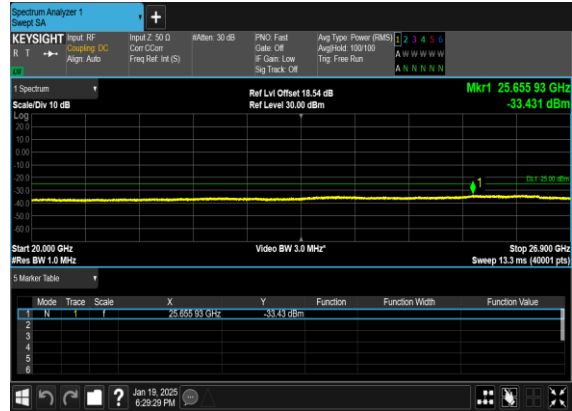 Spectrum Analyzer 1
Swept SA
+
KEYSIGHT Input: RF Input Z: 50 Ω #Atten: 30 dB PNO: Fast Avg Type: Power (RMS) 1 2 3 4 5 6
R T Coupling: DC Corr CCorr Gate: Off Avg|Hold: 100/100 A W W W W W
Align: Auto Freq Ref: Int (S) IF Gain: Low Trig: Free Run
Sig Track: Off A N N N N N
1 Spectrum Ref Lvl Offset 18.54 dB Mkr1 25.655 93 GHz
Scale/Div 10 dB Ref Level 30.00 dBm -33.431 dBm
Log
20.0
10.0
0.00
-10.0
-20.0 1 DL1 -25.00 dBm
-30.0
-40.0
-50.0
-60.0
Start 20.000 GHz Video BW 3.0 MHz* Stop 26.900 GHz
#Res BW 1.0 MHz Sweep 13.3 ms (40001 pts)
5 Marker Table
Mode Trace Scale X Y Function Function Width Function Value
1 N 1 f 25.655 93 GHz -33.43 dBm
2
3
4
5
6
? Jan 19, 2025
6:29:29 PM